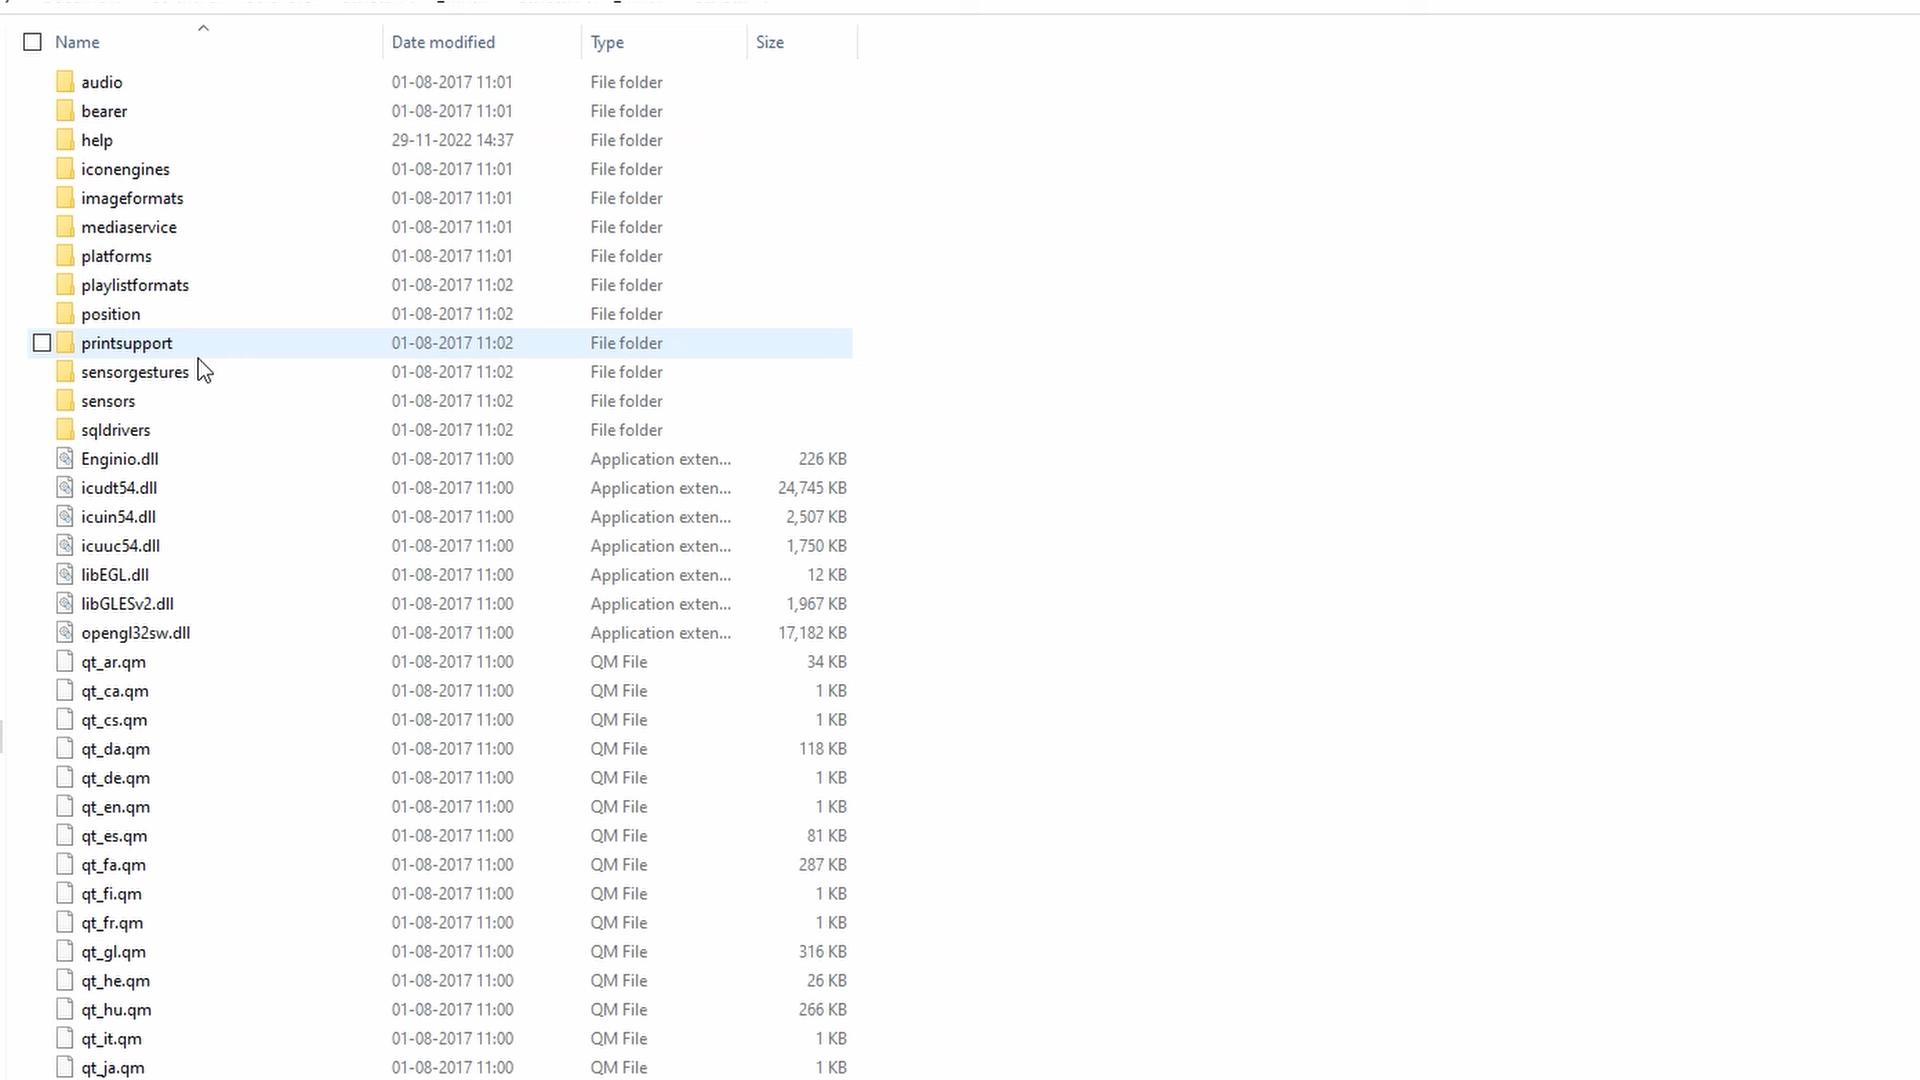 Name Date modified Type Size
audio 01-08-2017 11:01 File folder
bearer 01-08-2017 11:01 File folder
help 29-11-2022 14:37 File folder
iconengines 01-08-2017 11:01 File folder
imageformats 01-08-2017 11:01 File folder
mediaservice 01-08-2017 11:01 File folder
platforms 01-08-2017 11:01 File folder
playlistformats 01-08-2017 11:02 File folder
position 01-08-2017 11:02 File folder
printsupport 01-08-2017 11:02 File folder
sensorgestures 01-08-2017 11:02 File folder
sensors 01-08-2017 11:02 File folder
sqldrivers 01-08-2017 11:02 File folder
Enginio.dll 01-08-2017 11:00 Application exten... 226 KB
icudt54.dll 01-08-2017 11:00 Application exten... 24,745 KB
icuin54.dll 01-08-2017 11:00 Application exten... 2,507 KB
icuuc54.dll 01-08-2017 11:00 Application exten... 1,750 KB
libEGL.dll 01-08-2017 11:00 Application exten... 12 KB
libGLESv2.dll 01-08-2017 11:00 Application exten... 1,967 KB
opengl32sw.dll 01-08-2017 11:00 Application exten... 17,182 KB
qt_ar.qm 01-08-2017 11:00 QM File 34 KB
qt_ca.qm 01-08-2017 11:00 QM File 1 KB
qt_cs.qm 01-08-2017 11:00 QM File 1 KB
qt_da.qm 01-08-2017 11:00 QM File 118 KB
qt_de.qm 01-08-2017 11:00 QM File 1 KB
qt_en.qm 01-08-2017 11:00 QM File 1 KB
qt_es.qm 01-08-2017 11:00 QM File 81 KB
qt_fa.qm 01-08-2017 11:00 QM File 287 KB
qt_fi.qm 01-08-2017 11:00 QM File 1 KB
qt_fr.qm 01-08-2017 11:00 QM File 1 KB
qt_gl.qm 01-08-2017 11:00 QM File 316 KB
qt_he.qm 01-08-2017 11:00 QM File 26 KB
qt_hu.qm 01-08-2017 11:00 QM File 266 KB
qt_it.qm 01-08-2017 11:00 QM File 1 KB
qt_ja.qm 01-08-2017 11:00 QM File 1 KB